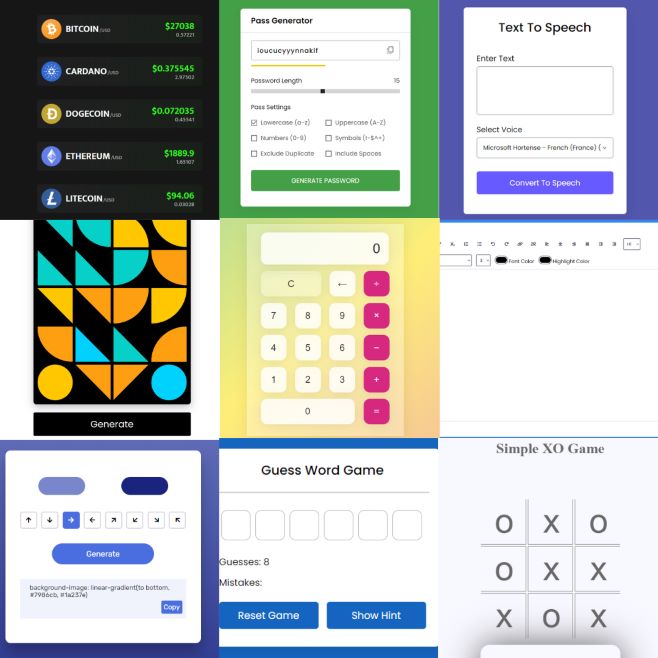 BITCOIN /USD $27038
0.57221
CARDANO /USD $0.375545
2.97502
DOGECOIN /USD $0.072035
0.45541
ETHEREUM /USD $1889.9
1.65107
LITECOIN /USD $94.06
0.03028
Pass Generator
loucucyyynnakif
Password Length 15
Pass Settings
Lowercase (a-z) Uppercase (A-Z)
Numbers (0-9) Symbols (!-$^+)
Exclude Duplicate Include Spaces
GENERATE PASSWORD
Text To Speech
Enter Text
Select Voice
Microsoft Hortense - French (France) (
Convert To Speech
Generate
0
C ← ÷
7 8 9 ×
4 5 6 −
1 2 3 +
0 =
Font Color Highlight Color
↑ ↓ → ← ↗ ↙ ↘ ↖
Generate
background-image: linear-gradient(to bottom,
#7986cb, #1a237e)
Copy
Guess Word Game
Guesses: 8
Mistakes:
Reset Game Show Hint
Simple XO Game
O X O
O X X
X O X